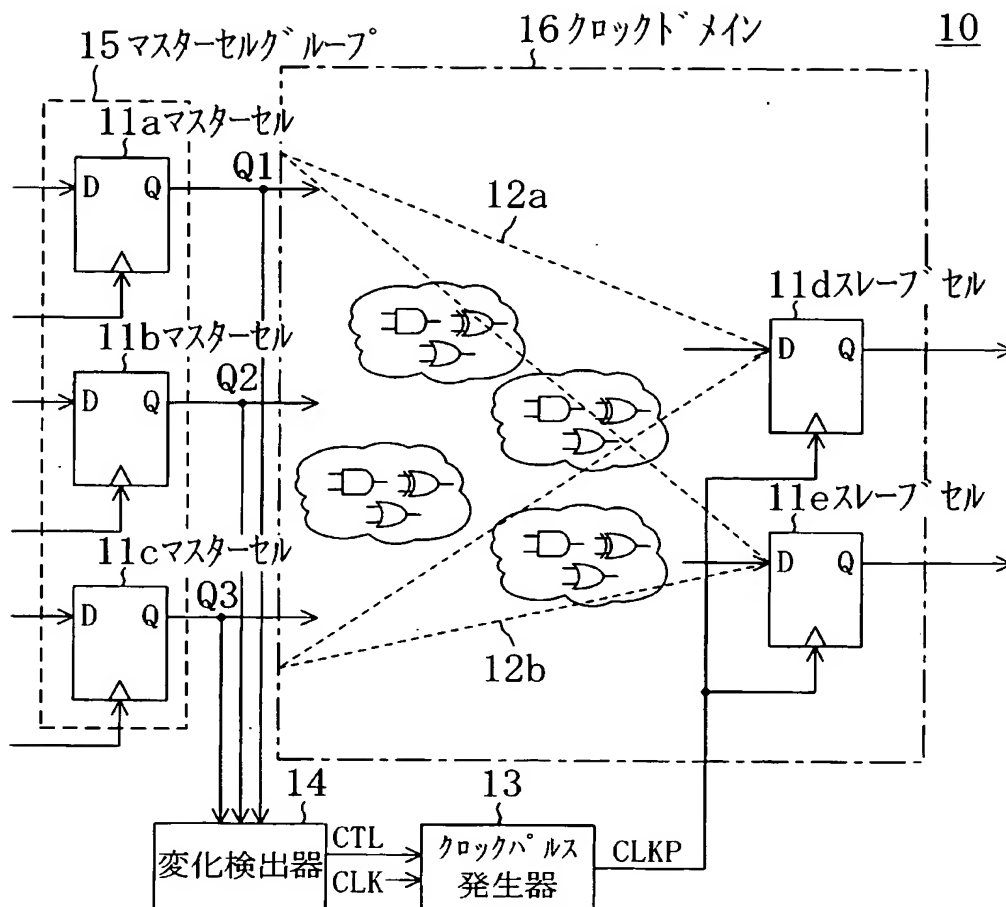 10
15マスターセルグループ
16クロックドメイン
11aマスターセル
D Q
Q1
12a
11dスレーブセル
D Q
11bマスターセル
D Q
Q2
11eスレーブセル
D Q
11cマスターセル
D Q
Q3
12b
14
変化検出器
CTL
CLK
13
クロックパルス
発生器
CLKP